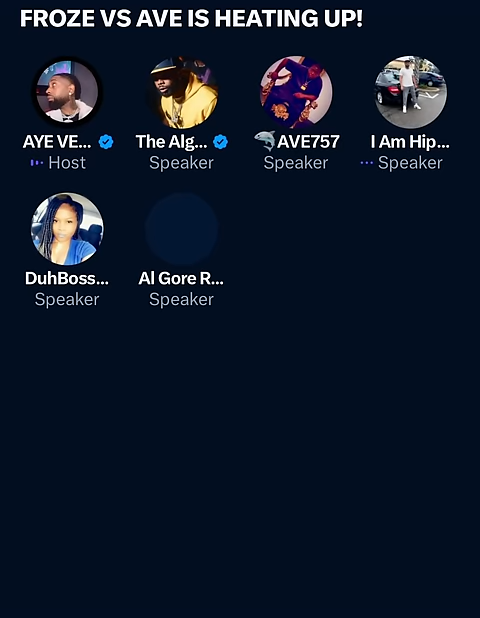 FROZE VS AVE IS HEATING UP!
AYE VE... The Alg... 🐬AVE757 I Am Hip...
Host Speaker Speaker Speaker
DuhBoss... Al Gore R...
Speaker Speaker